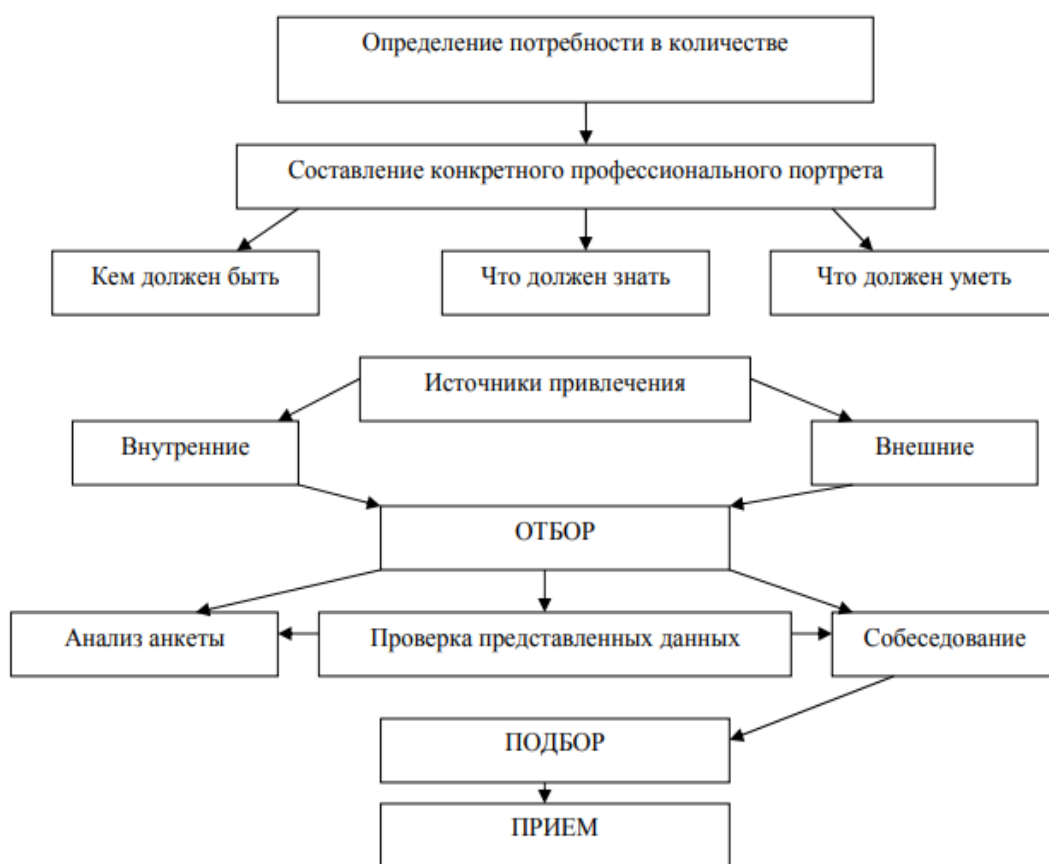 Определение потребности в количестве
Составление конкретного профессионального портрета
Кем должен быть
Что должен знать
Что должен уметь
Источники привлечения
Внутренние
Внешние
ОТБОР
Анализ анкеты
Проверка представленных данных
Собеседование
ПОДБОР
ПРИЕМ